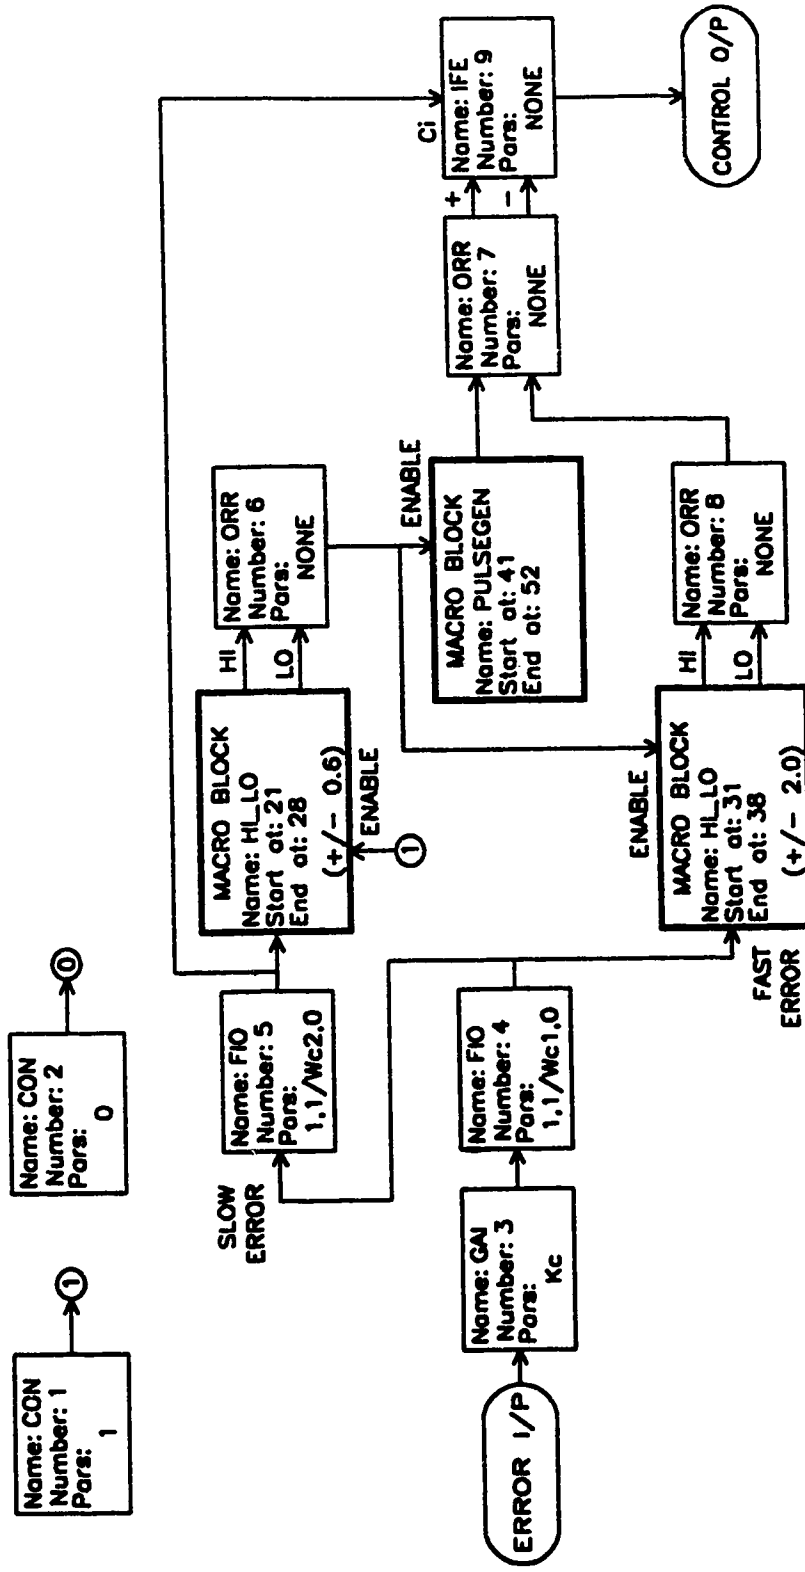 Name: CON
Number: 1
Pars:
1
1
Name: CON
Number: 2
Pars:
0
0
ERROR I/P
Name: GAI
Number: 3
Pars:
Kc
Name: FIO
Number: 4
Pars:
1,1/Wc1,0
SLOW
ERROR
Name: FIO
Number: 5
Pars:
1,1/Wc2,0
MACRO BLOCK
Name: HI_LO
Start at: 21
End at: 28
(+/- 0.6)
ENABLE
1
HI
LO
Name: ORR
Number: 6
Pars:
NONE
ENABLE
MACRO BLOCK
Name: PULSEGEN
Start at: 41
End at: 52
FAST
ERROR
ENABLE
MACRO BLOCK
Name: HI_LO
Start at: 31
End at: 38
(+/- 2.0)
HI
LO
Name: ORR
Number: 8
Pars:
NONE
Name: ORR
Number: 7
Pars:
NONE
+
-
Ci
Name: IFE
Number: 9
Pars:
NONE
CONTROL O/P